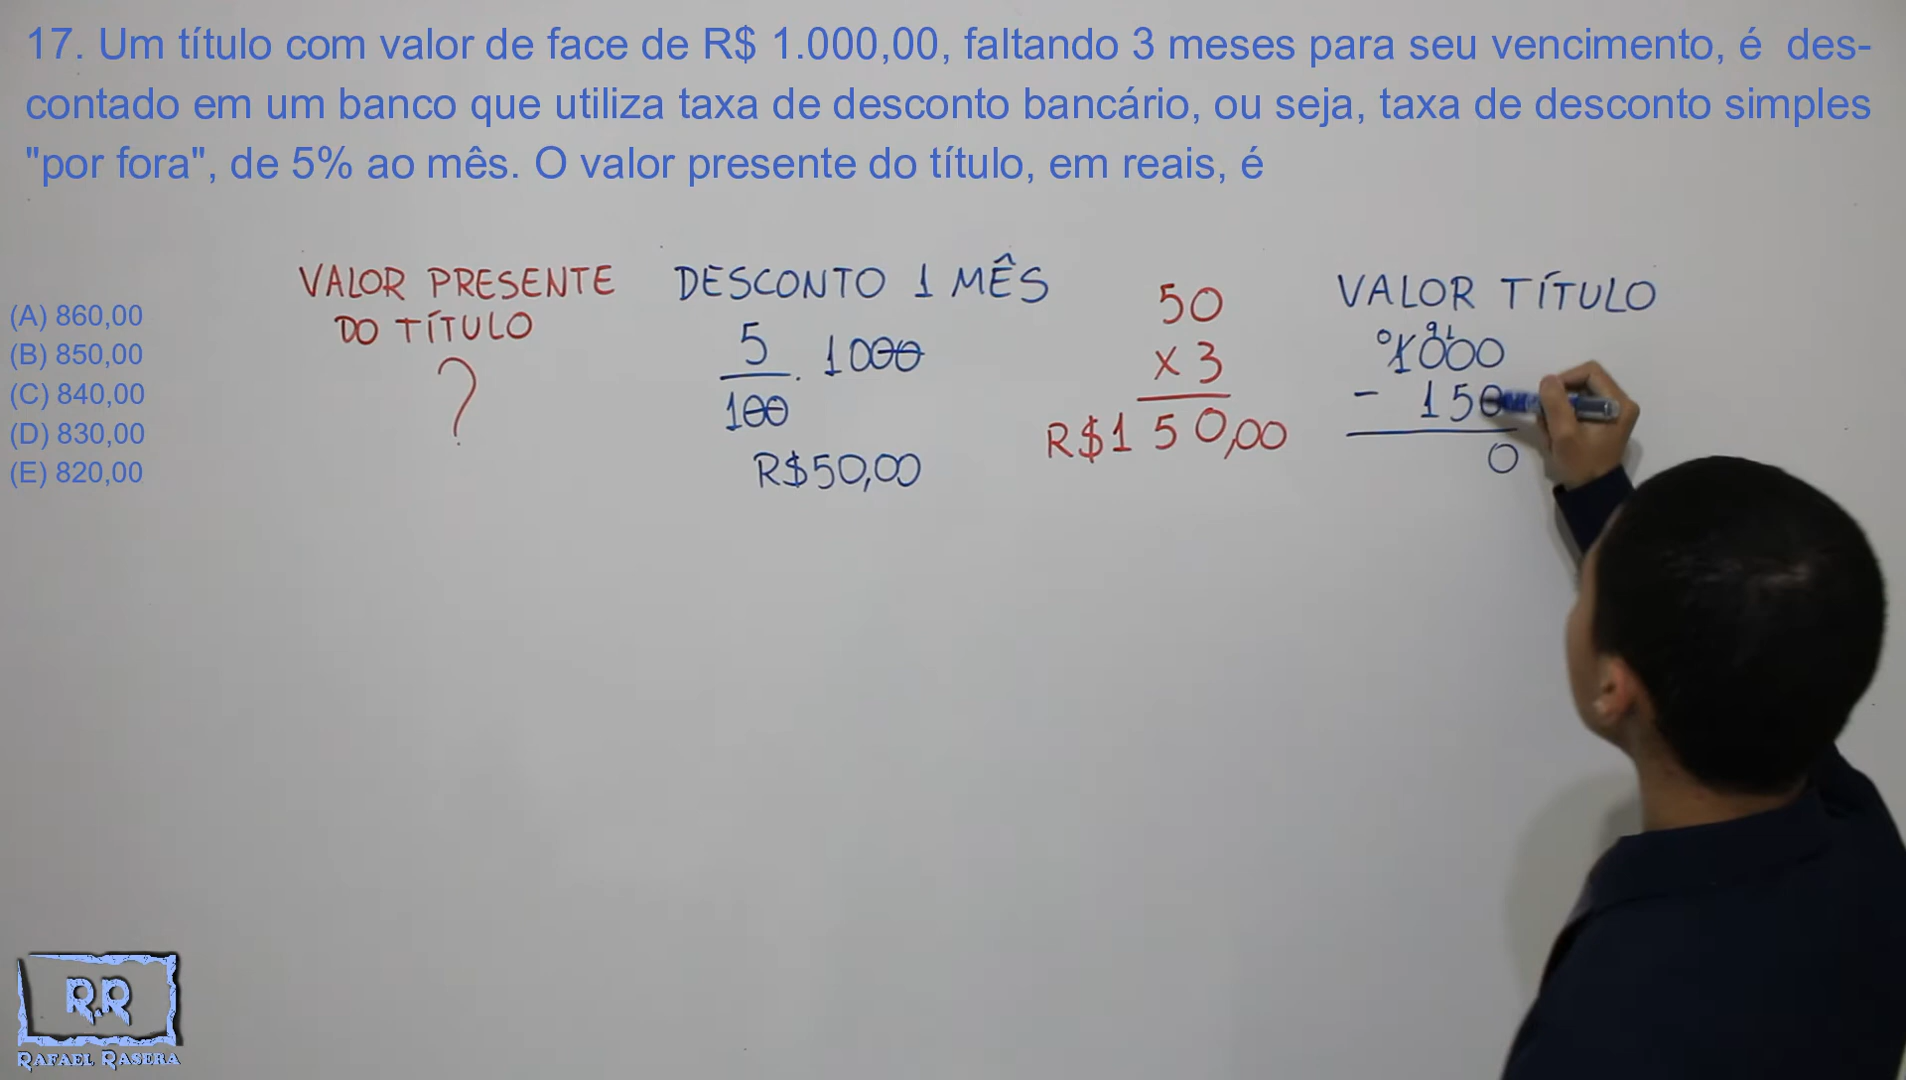 17. Um título com valor de face de R$ 1.000,00, faltando 3 meses para seu vencimento, é des-
contado em um banco que utiliza taxa de desconto bancário, ou seja, taxa de desconto simples
"por fora", de 5% ao mês. O valor presente do título, em reais, é
(A) 860,00
(B) 850,00
(C) 840,00
(D) 830,00
(E) 820,00
VALOR PRESENTE
DO TÍTULO
?
DESCONTO 1 MÊS
5
100
. 1000
R$50,00
50
x 3
R$150,00
VALOR TÍTULO
0 9 1
1000
- 150
0
R.R
RAFAEL RASERA